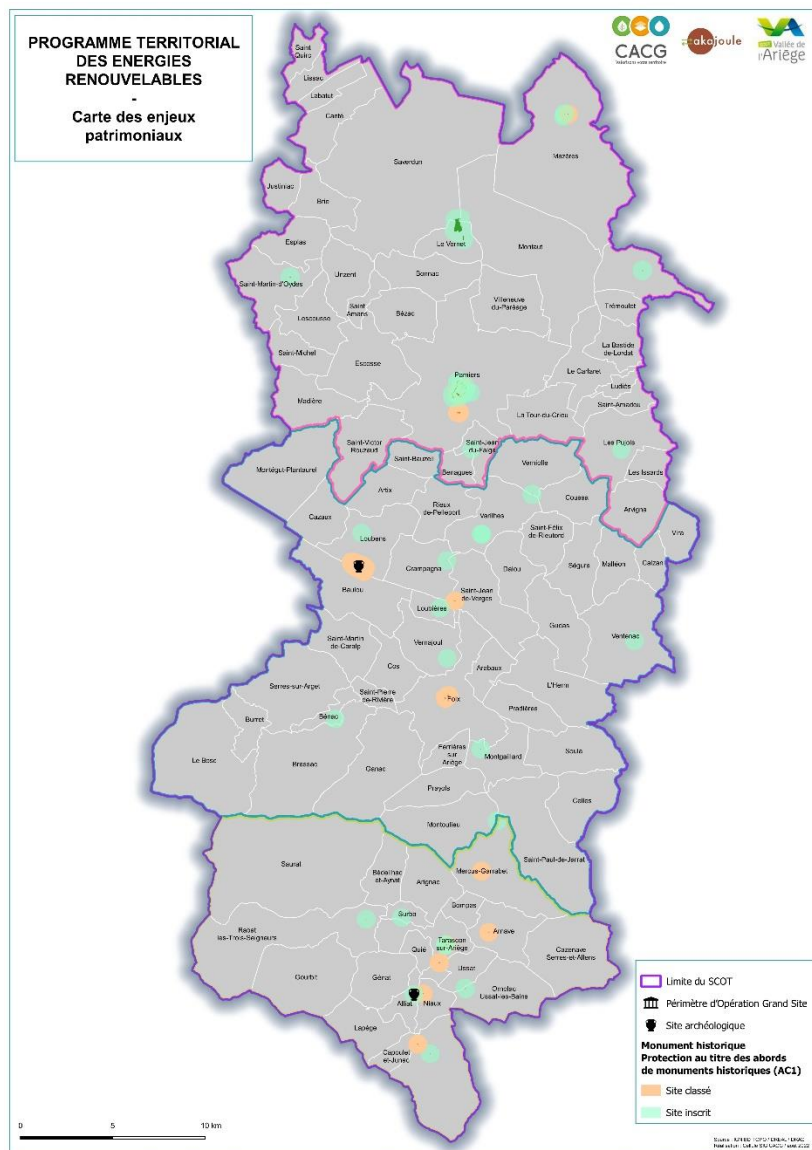 PROGRAMME TERRITORIAL
DES ENERGIES
RENOUVELABLES
-
Carte des enjeux
patrimoniaux
CACG
akajoule
Vallée de
l'Ariège
Saint
Quirc
Lissac
Labatut
Canté
Saverdun
Mazères
Justiniac
Brie
Esplas
Le Vernet
Montaut
Saint-Martin-d'Oydes
Unzent
Bonnac
Trémoulet
Lescousse
Saint
Amans
Bézac
Villeneuve
du-Paréage
Saint-Michel
La Bastide
de-Lordat
Escosse
Pamiers
Le Carlaret
Ludiès
Madière
Saint-Amadou
La Tour-du-Crieu
Saint-Victor
Rouzaud
Saint-Jean
du-Falga
Les Pujols
Saint-Bauzeil
Benagues
Verniolle
Les Issards
Montégut-Plantaurel
Artix
Rieux
de-Pelleport
Varilhes
Coussa
Arvigna
Cazaux
Saint-Félix
de-Rieutord
Vira
Loubens
Crampagna
Dalou
Ségura
Malléon
Calzan
Baulou
Saint-Jean
de-Verges
Loubières
Gudas
Saint-Martin
de-Caralp
Vernajoul
Ventenac
Cos
Arabaux
Serres-sur-Arget
Saint-Pierre
de-Rivière
Foix
L'Herm
Pradières
Burret
Bénac
Ferrières
sur
Ariège
Montgailhard
Soula
Le Bosc
Brassac
Ganac
Prayols
Celles
Montoulieu
Saint-Paul-de-Jarrat
Saurat
Bédeilhac
et-Aynat
Arignac
Mercus-Garrabet
Bompas
Surba
Arnave
Rabat
les-Trois-Seigneurs
Tarascon
sur-Ariège
Quié
Cazenave
Serres-et-Allens
Gourbit
Génat
Ussat
Ornolac
Ussat-les-Bains
Alliat
Niaux
Lapège
Capoulet
et-Junac
Limite du SCOT
Périmètre d'Opération Grand Site
Site archéologique
Monument historique
Protection au titre des abords
de monuments historiques (AC1)
Site classé
Site inscrit
0 5 10 km